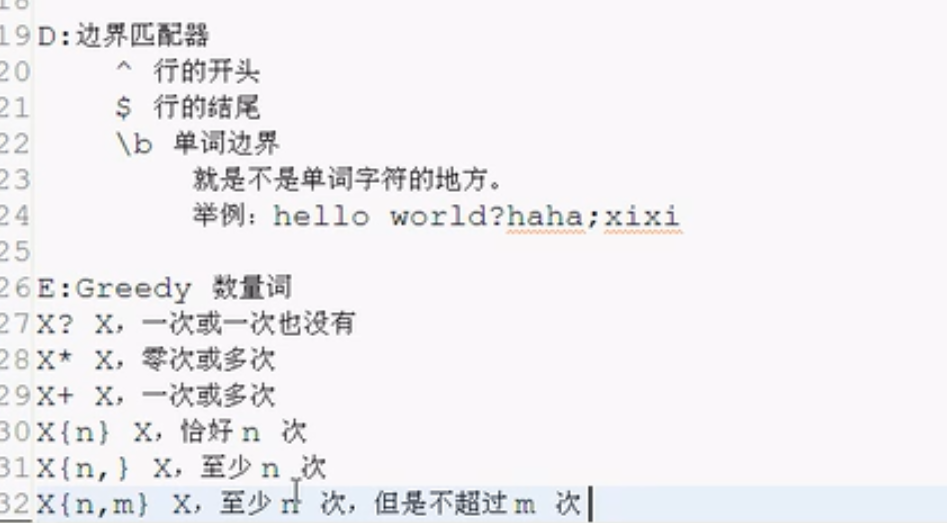 18
19 D:边界匹配器
20 ^ 行的开头
21 $ 行的结尾
22 \b 单词边界
23 就是不是单词字符的地方。
24 举例：hello world?haha;xixi
25
26 E:Greedy 数量词
27 X? X，一次或一次也没有
28 X* X，零次或多次
29 X+ X，一次或多次
30 X{n} X，恰好n 次
31 X{n,} X，至少n 次
32 X{n,m} X，至少n 次，但是不超过m 次